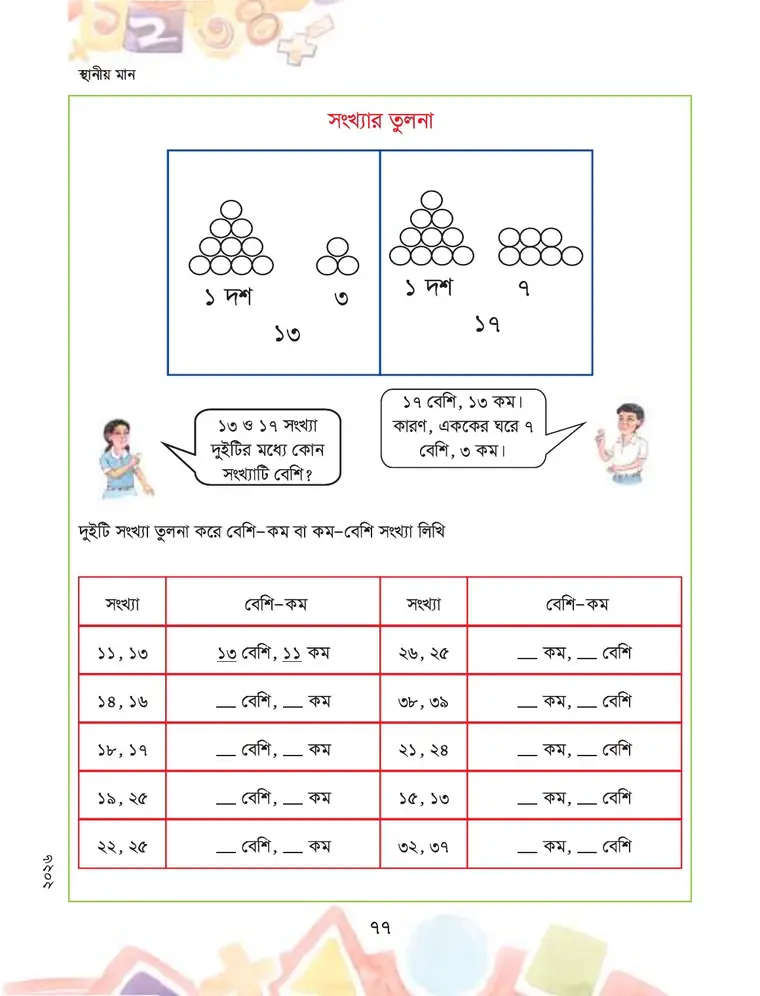 স্থানীয় মান
সংখ্যার তুলনা
১ দশ ৩
১৩
১ দশ ৭
১৭
১৩ ও ১৭ সংখ্যা
দুইটির মধ্যে কোন
সংখ্যাটি বেশি?
১৭ বেশি, ১৩ কম।
কারণ, এককের ঘরে ৭
বেশি, ৩ কম।
দুইটি সংখ্যা তুলনা করে বেশি-কম বা কম-বেশি সংখ্যা লিখি
সংখ্যা বেশি-কম সংখ্যা বেশি-কম
১১, ১৩ ১৩ বেশি, ১১ কম ২৬, ২৫ __ কম, __ বেশি
১৪, ১৬ __ বেশি, __ কম ৩৮, ৩৯ __ কম, __ বেশি
১৮, ১৭ __ বেশি, __ কম ২১, ২৪ __ কম, __ বেশি
১৯, ২৫ __ বেশি, __ কম ১৫, ১৩ __ কম, __ বেশি
২২, ২৫ __ বেশি, __ কম ৩২, ৩৭ __ কম, __ বেশি
২০২৬
৭৭